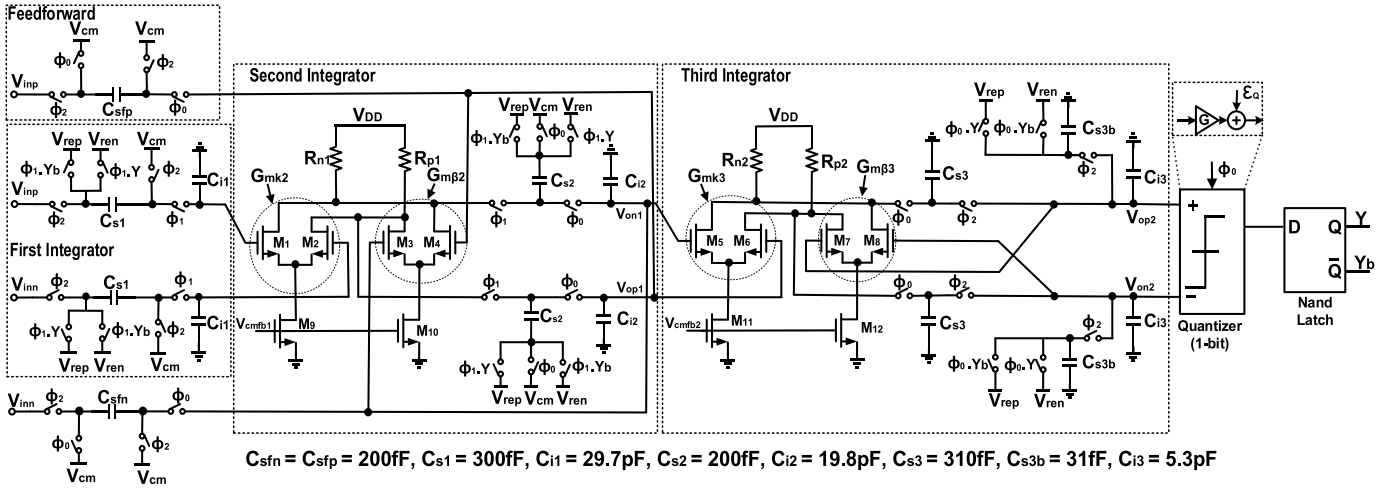 Feedforward
Vcm
Vcm
ϕ0
ϕ2
Vinp
ϕ2
Csfp
ϕ0
Vrep
Vren
Vcm
ϕ1.Yb
ϕ1.Y
ϕ2
Ci1
Vinp
ϕ2
Cs1
ϕ1
First Integrator
Vinn
ϕ2
Cs1
ϕ1
Ci1
ϕ1.Y
ϕ1.Yb
ϕ2
Vrep
Vren
Vcm
Vinn
ϕ2
Csfn
ϕ0
ϕ0
ϕ2
Vcm
Vcm
Second Integrator
VDD
Rn1
Rp1
Gmk2
Gmβ2
M1
M2
M3
M4
Vcmfb1
M9
M10
Vrep
Vcm
Vren
ϕ1.Yb
ϕ0
ϕ1.Y
Cs2
Ci2
ϕ1
ϕ0
Von1
ϕ1
ϕ0
Vop1
Cs2
Ci2
ϕ1.Y
ϕ0
ϕ1.Yb
Vrep
Vcm
Vren
Third Integrator
VDD
Rn2
Rp2
Gmk3
Gmβ3
M5
M6
M7
M8
Vcmfb2
M11
M12
Vrep
Vren
ϕ0.Y
ϕ0.Yb
Cs3b
ϕ2
Cs3
Ci3
ϕ0
ϕ2
Vop2
ϕ0
ϕ2
Von2
Cs3
Ci3
ϕ2
ϕ0.Yb
ϕ0.Y
Cs3b
Vrep
Vren
G
ƐQ
+
ϕ0
+
−
Quantizer
(1-bit)
D
Q
Y
Q̅
Yb
Nand
Latch
Csfn = Csfp = 200fF, Cs1 = 300fF, Ci1 = 29.7pF, Cs2 = 200fF, Ci2 = 19.8pF, Cs3 = 310fF, Cs3b = 31fF, Ci3 = 5.3pF